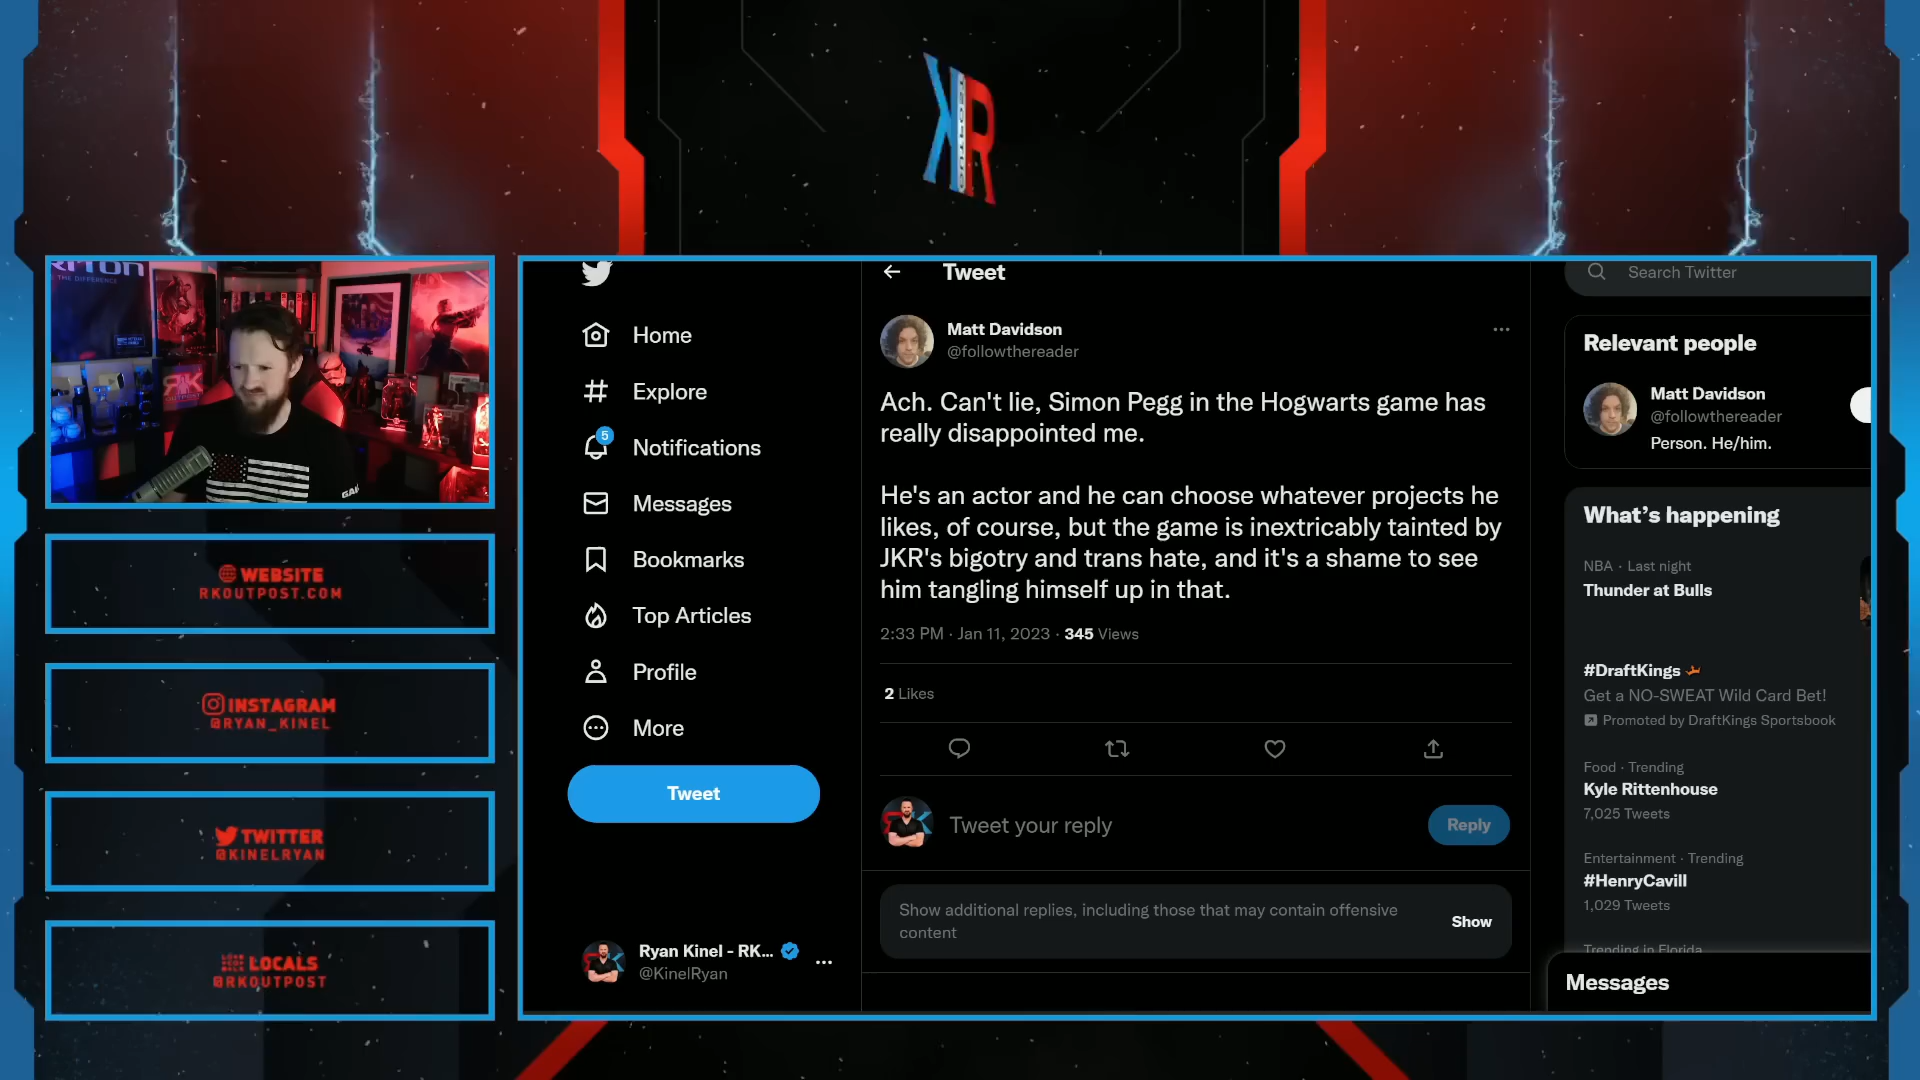 THE DIFFERENCE
WEBSITE
RKOUTPOST.COM
INSTAGRAM
@RYAN_KINEL
TWITTER
@KINELRYAN
LOCALS
@RKOUTPOST
Home
Explore
5
Notifications
Messages
Bookmarks
Top Articles
Profile
More
Tweet
Ryan Kinel - RK...
@KinelRyan
Tweet
Matt Davidson
@followthereader
Ach. Can't lie, Simon Pegg in the Hogwarts game has
really disappointed me.
He's an actor and he can choose whatever projects he
likes, of course, but the game is inextricably tainted by
JKR's bigotry and trans hate, and it's a shame to see
him tangling himself up in that.
2:33 PM · Jan 11, 2023 · 345 Views
2 Likes
Tweet your reply
Reply
Show additional replies, including those that may contain offensive
content
Show
Search Twitter
Relevant people
Matt Davidson
@followthereader
Person. He/him.
What's happening
NBA · Last night
Thunder at Bulls
#DraftKings
Get a NO-SWEAT Wild Card Bet!
Promoted by DraftKings Sportsbook
Food · Trending
Kyle Rittenhouse
7,025 Tweets
Entertainment · Trending
#HenryCavill
1,029 Tweets
Trending in Florida
Messages